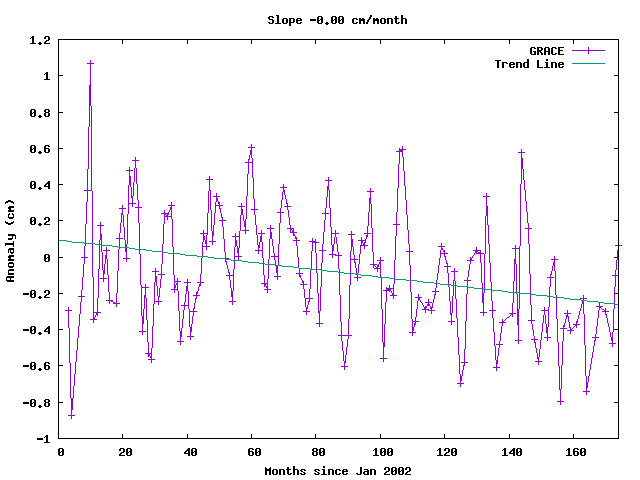 Slope -0.00 cm/month
GRACE
Trend Line
1.2
1
0.8
0.6
0.4
0.2
0
-0.2
-0.4
-0.6
-0.8
-1
Anomaly (cm)
0 20 40 60 80 100 120 140 160
Months since Jan 2002